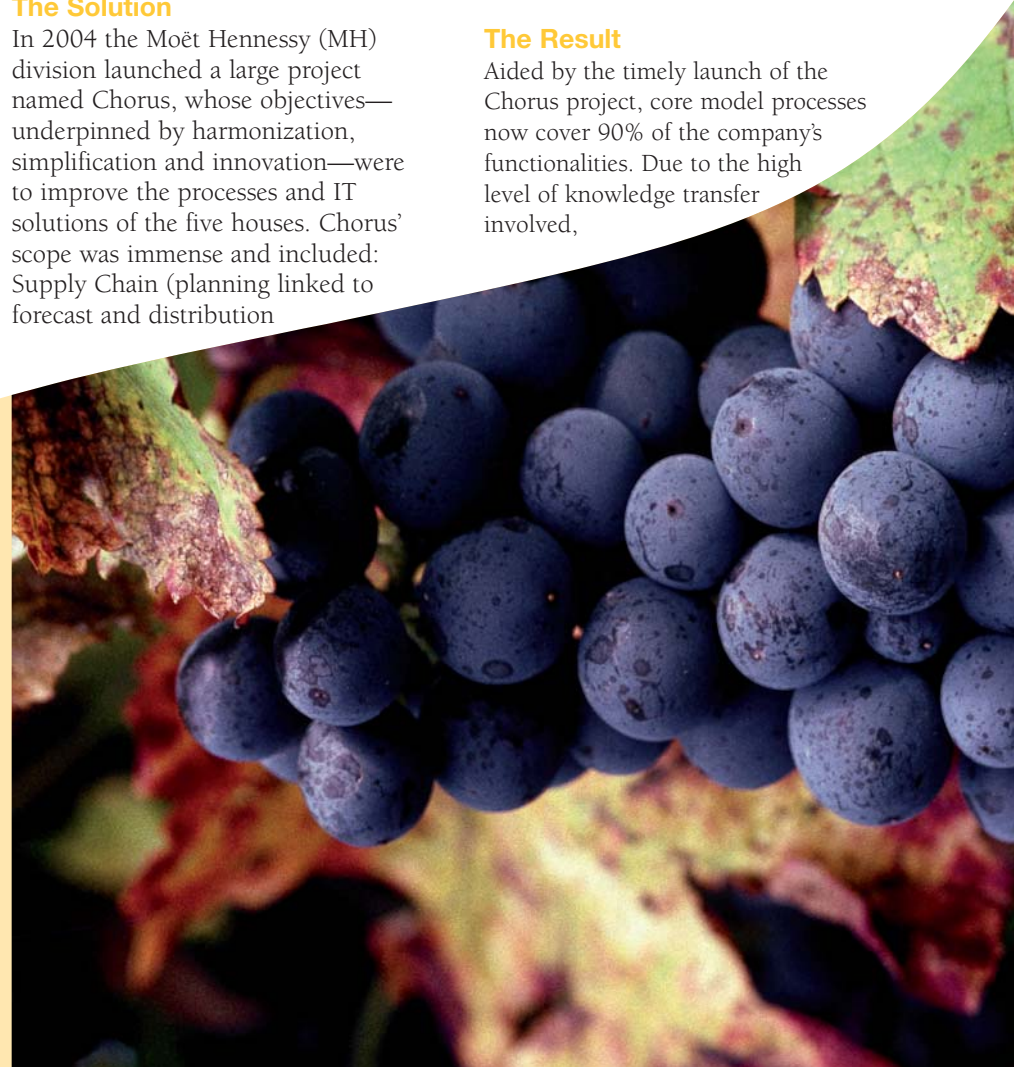 The Solution
In 2004 the Moët Hennessy (MH)
division launched a large project
named Chorus, whose objectives—
underpinned by harmonization,
simplification and innovation—were
to improve the processes and IT
solutions of the five houses. Chorus’
scope was immense and included:
Supply Chain (planning linked to
forecast and distribution
The Result
Aided by the timely launch of the
Chorus project, core model processes
now cover 90% of the company’s
functionalities. Due to the high
level of knowledge transfer
involved,